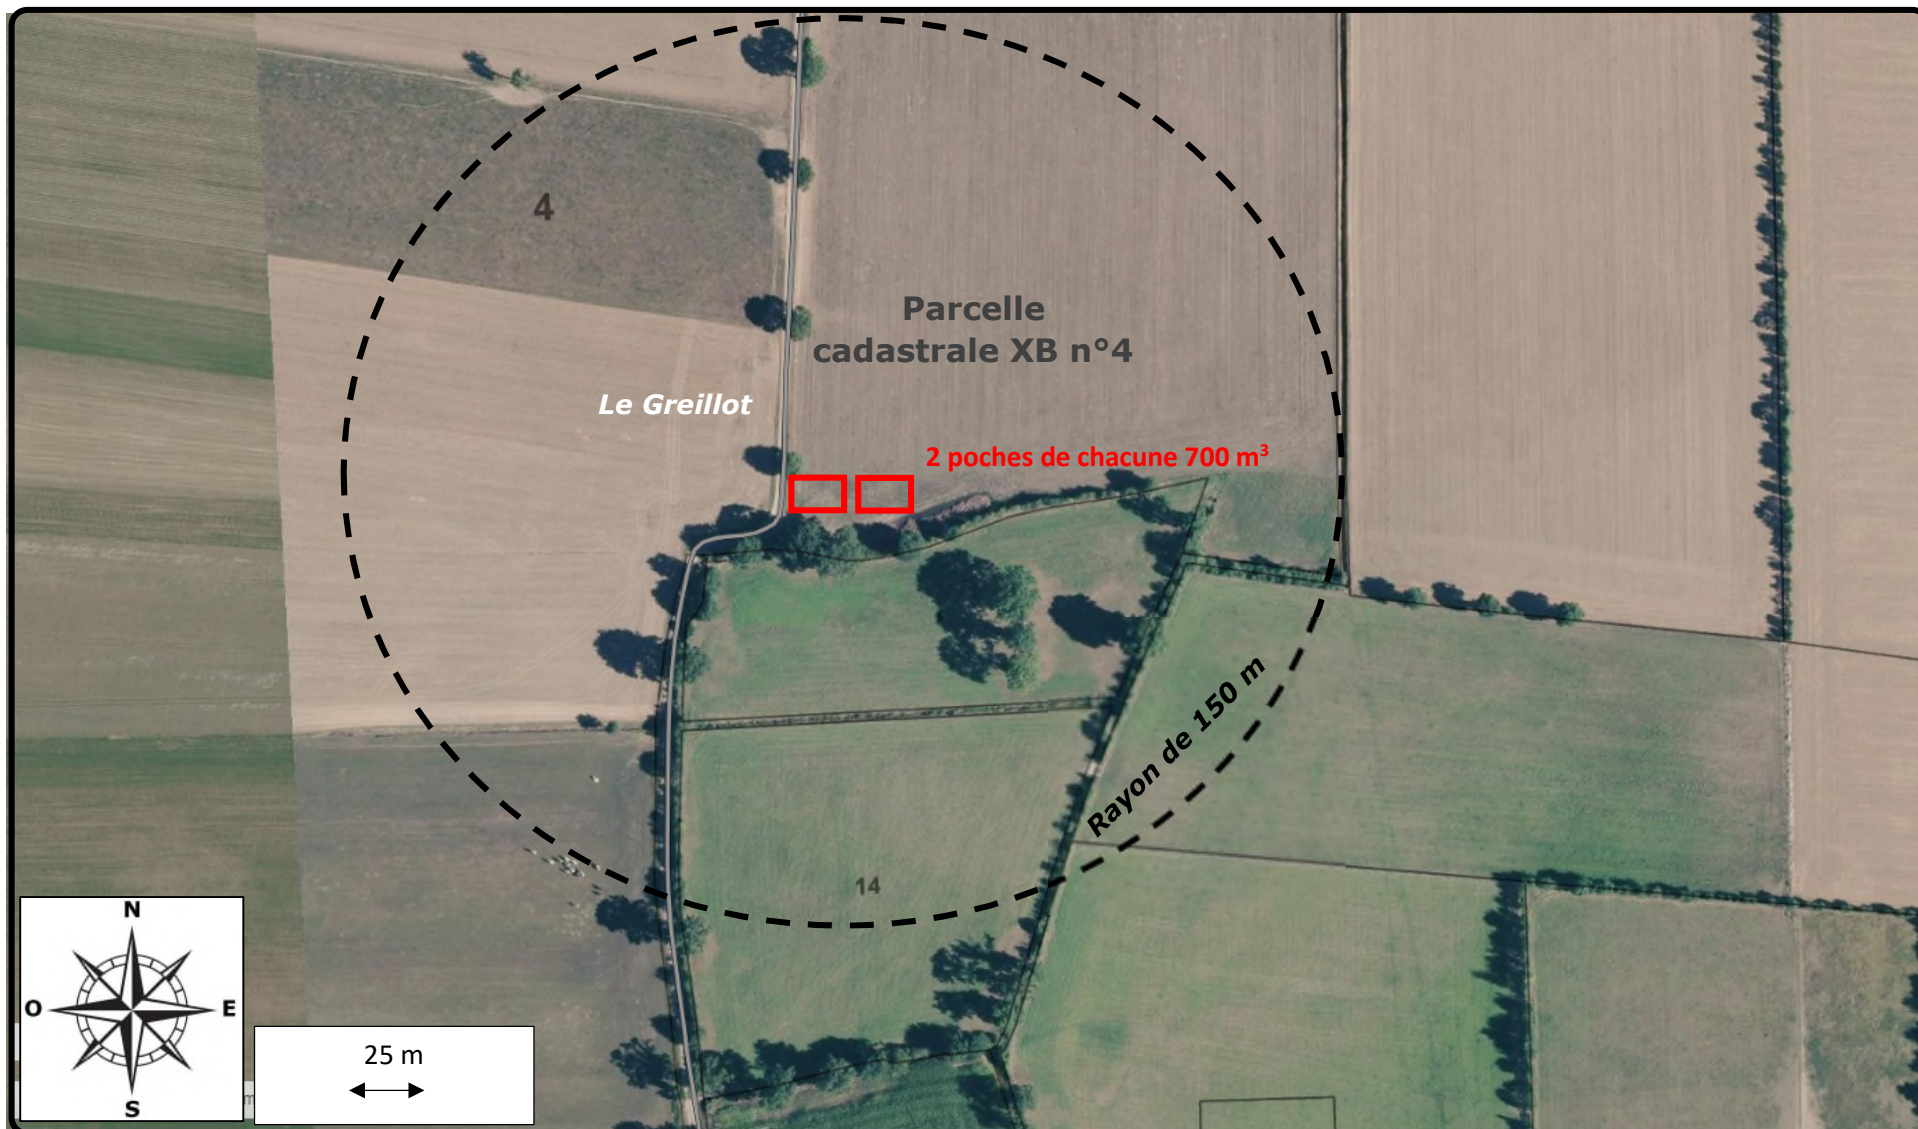 4
Parcelle
cadastrale XB n°4
Le Greillot
2 poches de chacune 700 m³
Rayon de 150 m
14
N
O
E
S
25 m
m